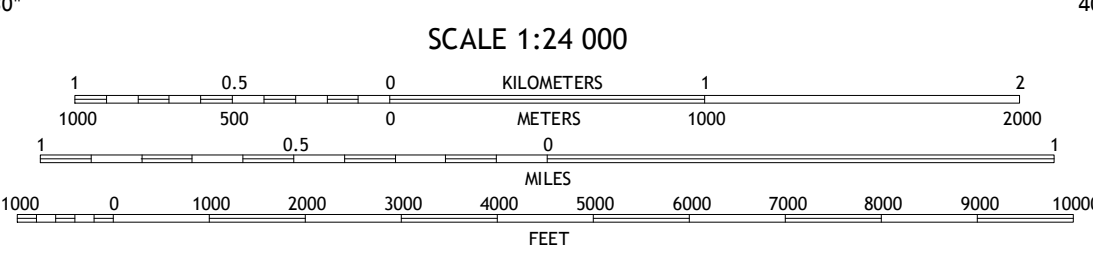 SCALE 1:24 000
1 0.5 0 KILOMETERS 1 2
1000 500 0 METERS 1000 2000
1 0.5 0 1
MILES
1000 0 1000 2000 3000 4000 5000 6000 7000 8000 9000 10000
FEET